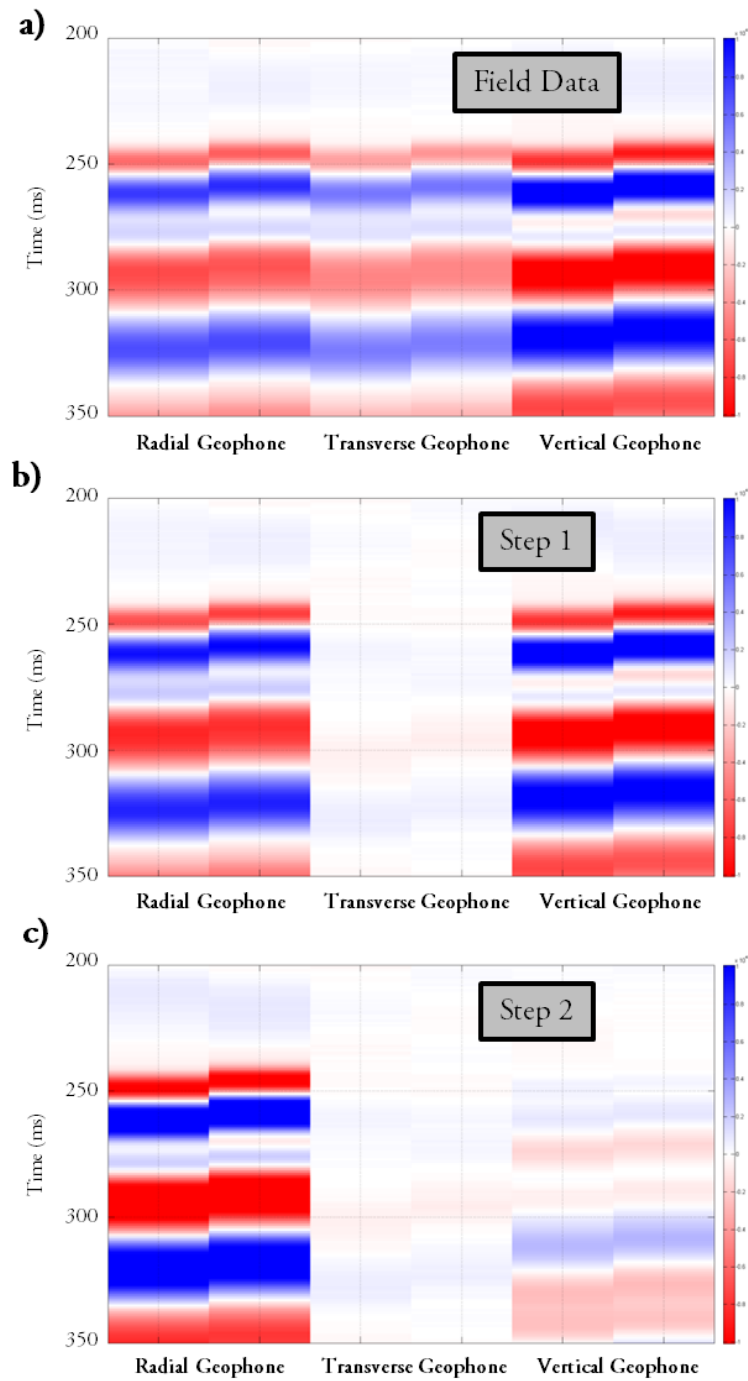 a)
200
Field Data
250
300
350
Time (ms)
Radial Geophone Transverse Geophone Vertical Geophone
b)
200
Step 1
250
300
350
Time (ms)
Radial Geophone Transverse Geophone Vertical Geophone
c)
200
Step 2
250
300
350
Time (ms)
Radial Geophone Transverse Geophone Vertical Geophone